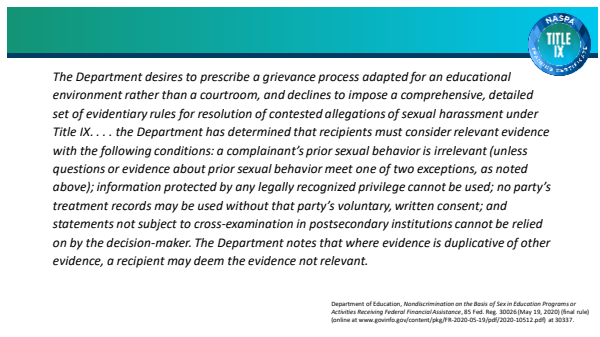 NASPA
TITLE
IX
TRAINING CERTIFICATE
The Department desires to prescribe a grievance process adapted for an educational
environment rather than a courtroom, and declines to impose a comprehensive, detailed
set of evidentiary rules for resolution of contested allegations of sexual harassment under
Title IX. . . . the Department has determined that recipients must consider relevant evidence
with the following conditions: a complainant's prior sexual behavior is irrelevant (unless
questions or evidence about prior sexual behavior meet one of two exceptions, as noted
above); information protected by any legally recognized privilege cannot be used; no party's
treatment records may be used without that party's voluntary, written consent; and
statements not subject to cross-examination in postsecondary institutions cannot be relied
on by the decision-maker. The Department notes that where evidence is duplicative of other
evidence, a recipient may deem the evidence not relevant.
Department of Education, Nondiscrimination on the Basis of Sex in Education Programs or
Activities Receiving Federal Financial Assistance, 85 Fed. Reg. 30026 (May 19, 2020) (final rule)
(online at www.govinfo.gov/content/pkg/FR-2020-05-19/pdf/2020-10512.pdf) at 30337.